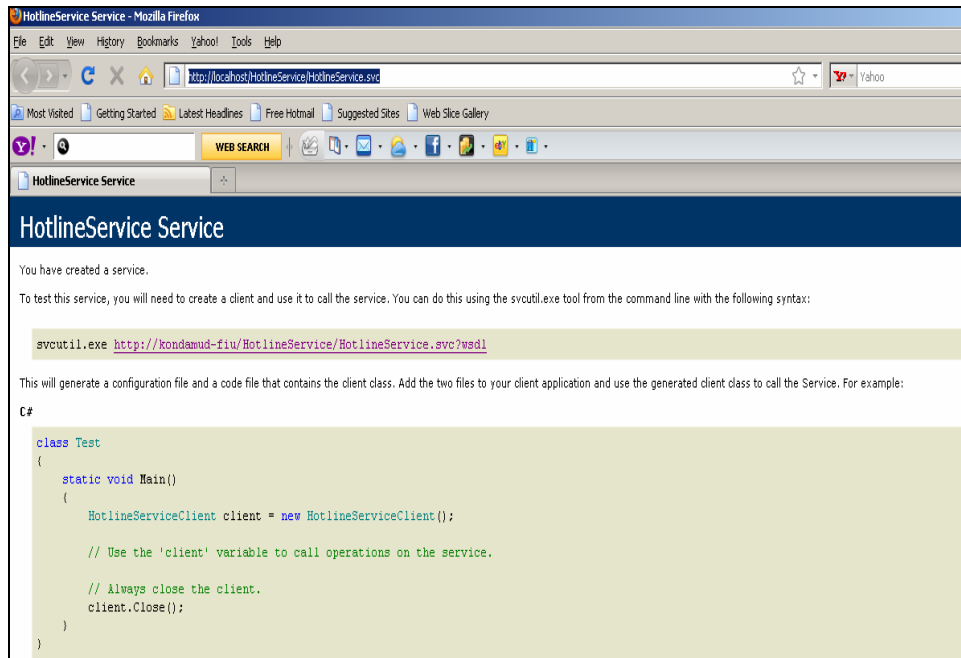 HotlineService Service - Mozilla Firefox
File Edit View History Bookmarks Yahoo! Tools Help
http://localhost/HotlineService/HotlineService.svc
Yahoo
Most Visited Getting Started Latest Headlines Free Hotmail Suggested Sites Web Slice Gallery
WEB SEARCH
HotlineService Service
HotlineService Service
You have created a service.
To test this service, you will need to create a client and use it to call the service. You can do this using the svcutil.exe tool from the command line with the following syntax:
svcutil.exe http://kondamud-fiu/HotlineService/HotlineService.svc?wsdl
This will generate a configuration file and a code file that contains the client class. Add the two files to your client application and use the generated client class to call the Service. For example:
C#
class Test
{
static void Main()
{
HotlineServiceClient client = new HotlineServiceClient();
// Use the 'client' variable to call operations on the service.
// Always close the client.
client.Close();
}
}